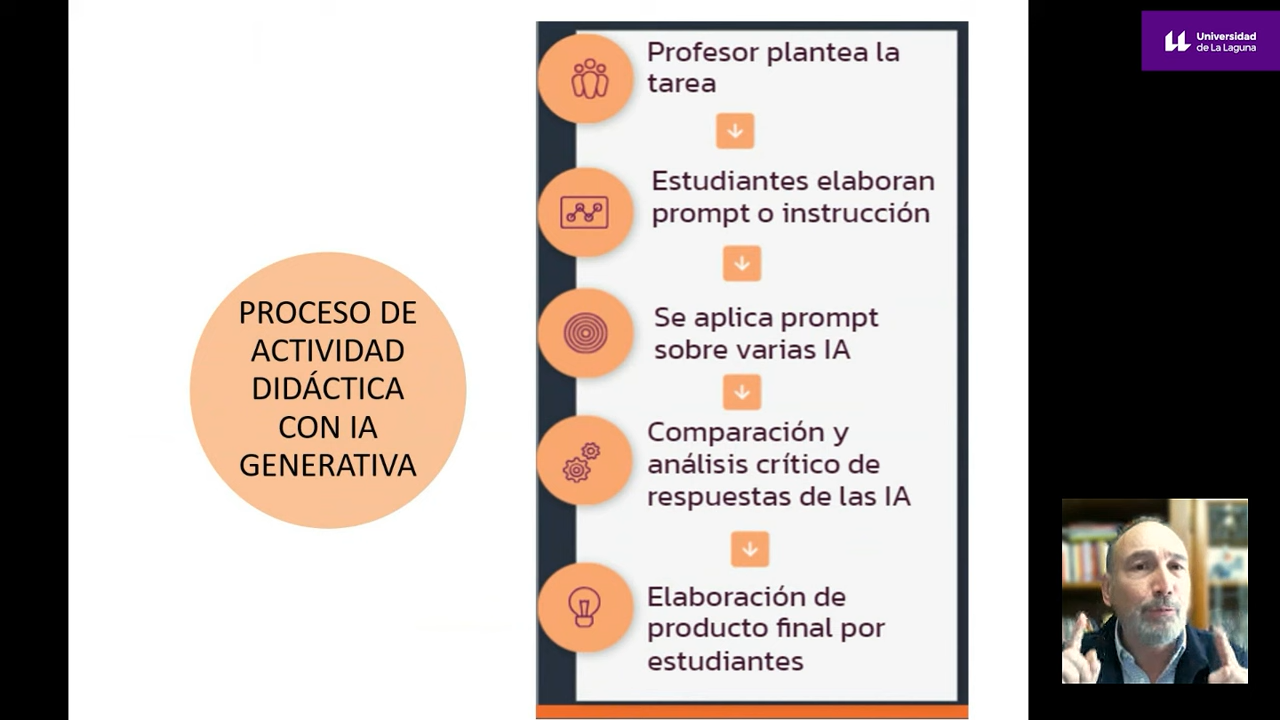 PROCESO DE
ACTIVIDAD
DIDÁCTICA
CON IA
GENERATIVA
Profesor plantea la
tarea
Estudiantes elaboran
prompt o instrucción
Se aplica prompt
sobre varias IA
Comparación y
análisis crítico de
respuestas de las IA
Elaboración de
producto final por
estudiantes
Universidad
de La Laguna